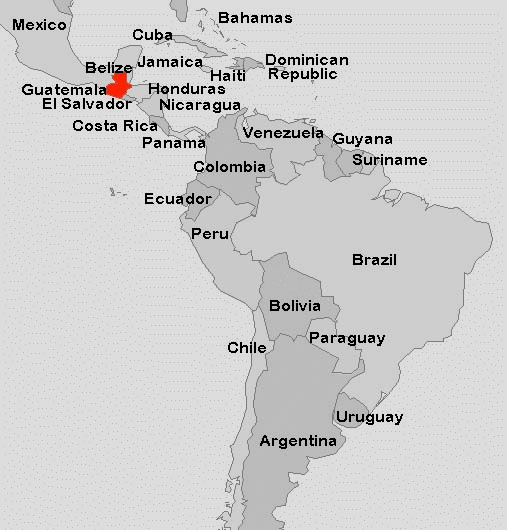 Mexico
Bahamas
Cuba
Jamaica
Haiti
Dominican
Republic
Belize
Guatemala
Honduras
El Salvador
Nicaragua
Costa Rica
Panamá
Venezuela
Guyana
Suriname
Colombia
Ecuador
Peru
Brazil
Bolivia
Paraguay
Chile
Uruguay
Argentina